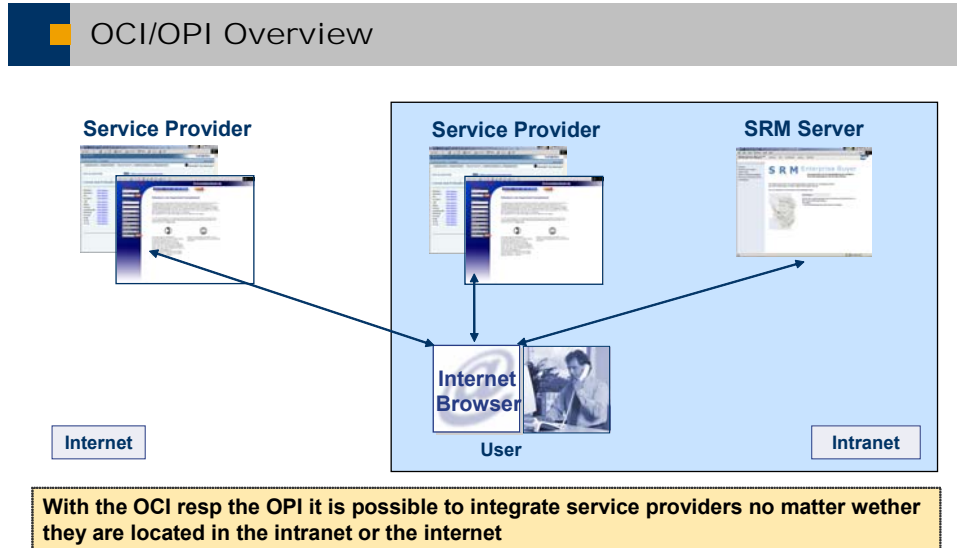 OCI/OPI Overview
Service Provider
Service Provider
SRM Server
SRM Enterprise Buyer
Internet
Browser
User
Internet
Intranet
With the OCI resp the OPI it is possible to integrate service providers no matter wether
they are located in the intranet or the internet